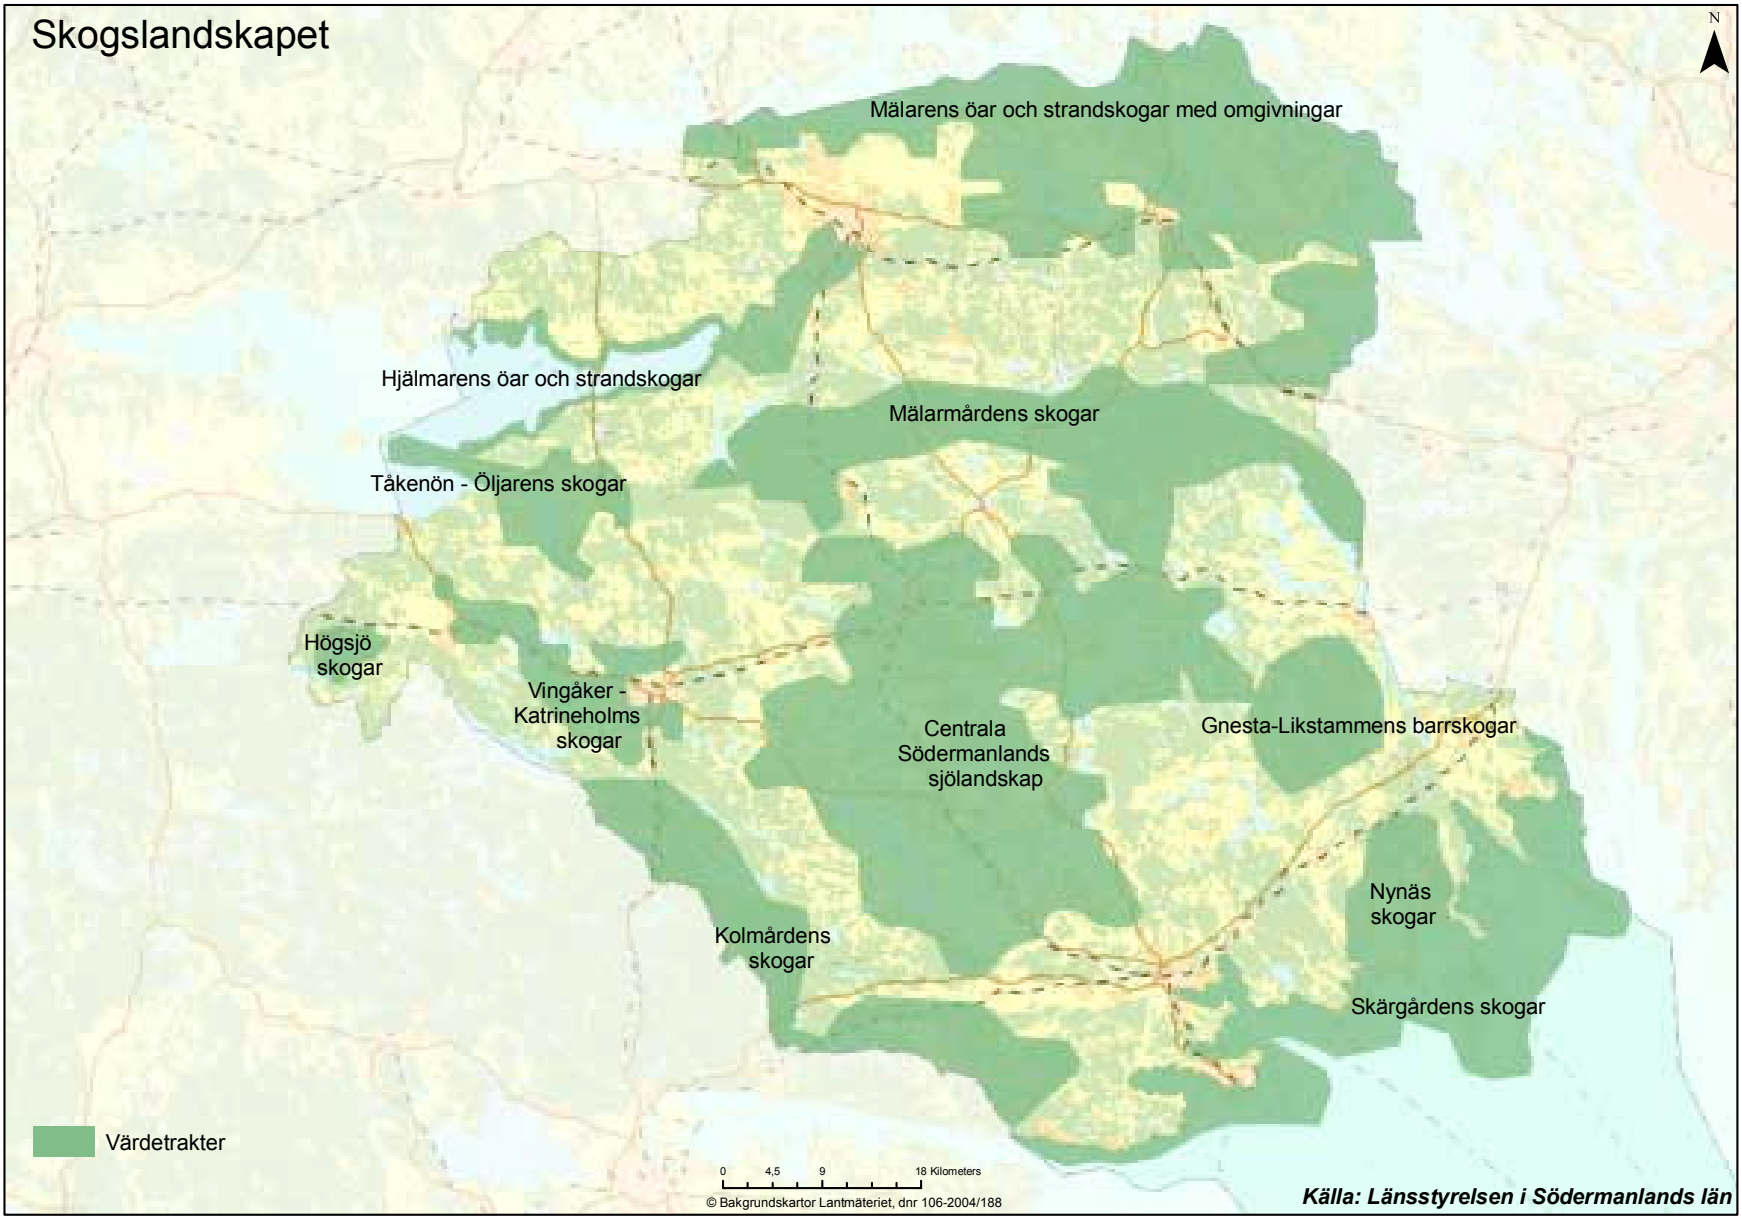 Skogslandskapet
N
Mälarens öar och strandskogar med omgivningar
Hjälmarens öar och strandskogar
Mälarmårdens skogar
Tåkenön - Öljarens skogar
Högsjö
skogar
Vingåker -
Katrineholms
skogar
Centrala
Södermanlands
sjölandskap
Gnesta-Likstammens barrskogar
Nynäs
skogar
Kolmårdens
skogar
Skärgårdens skogar
Värdetrakter
0 4,5 9 18 Kilometers
© Bakgrundskartor Lantmäteriet, dnr 106-2004/188
Källa: Länsstyrelsen i Södermanlands län